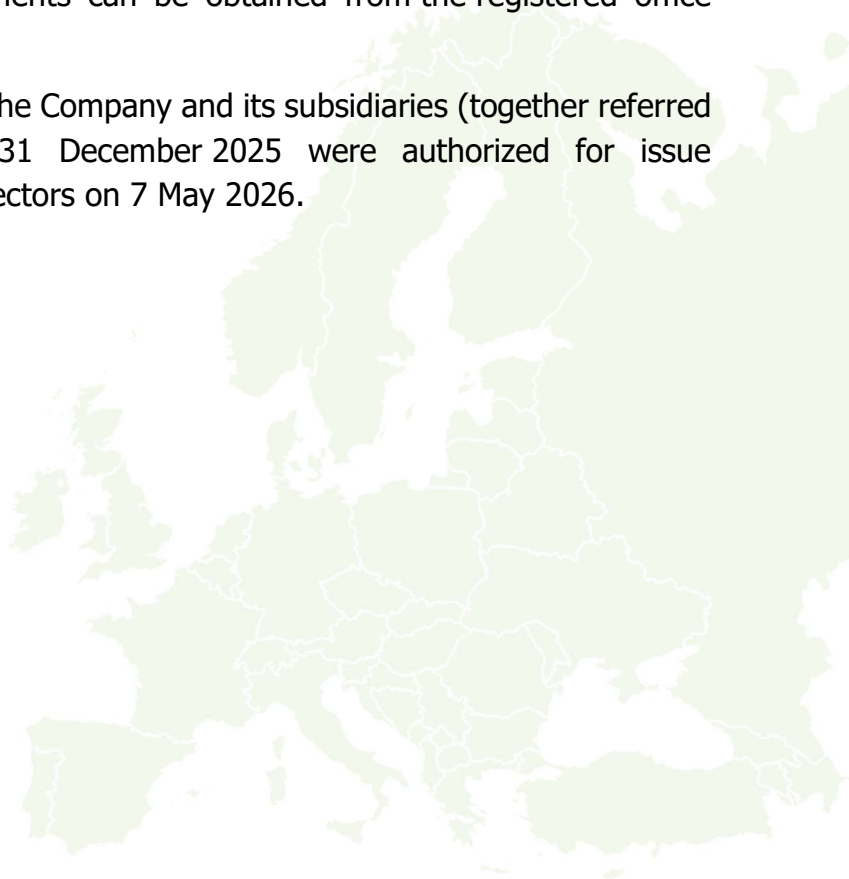 can be obtained from the registered office
he Company and its subsidiaries (together referred
31 December 2025 were authorized for issue
ectors on 7 May 2026.